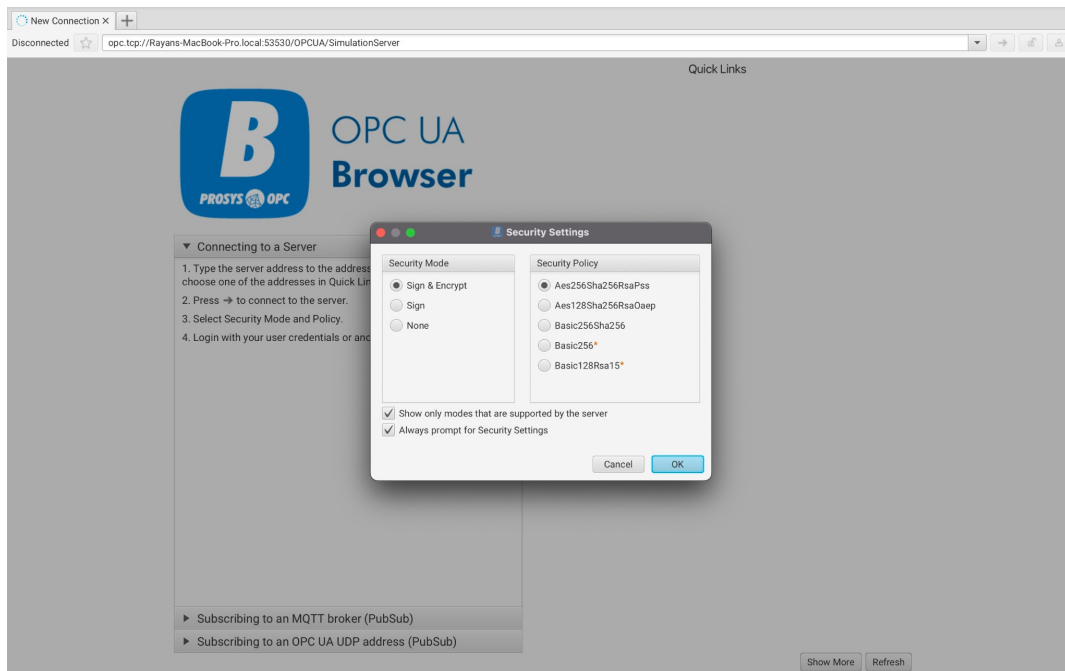 New Connection
Disconnected
opc.tcp://Rayans-MacBook-Pro.local:53530/OPCUA/SimulationServer
Quick Links
B
PROSYS OPC
OPC UA
Browser
Connecting to a Server
1. Type the server address to the address
choose one of the addresses in Quick Lin
2. Press → to connect to the server.
3. Select Security Mode and Policy.
4. Login with your user credentials or ano
Security Settings
Security Mode
Sign & Encrypt
Sign
None
Security Policy
Aes256Sha256RsaPss
Aes128Sha256RsaOaep
Basic256Sha256
Basic256*
Basic128Rsa15*
Show only modes that are supported by the server
Always prompt for Security Settings
Cancel
OK
Subscribing to an MQTT broker (PubSub)
Subscribing to an OPC UA UDP address (PubSub)
Show More
Refresh